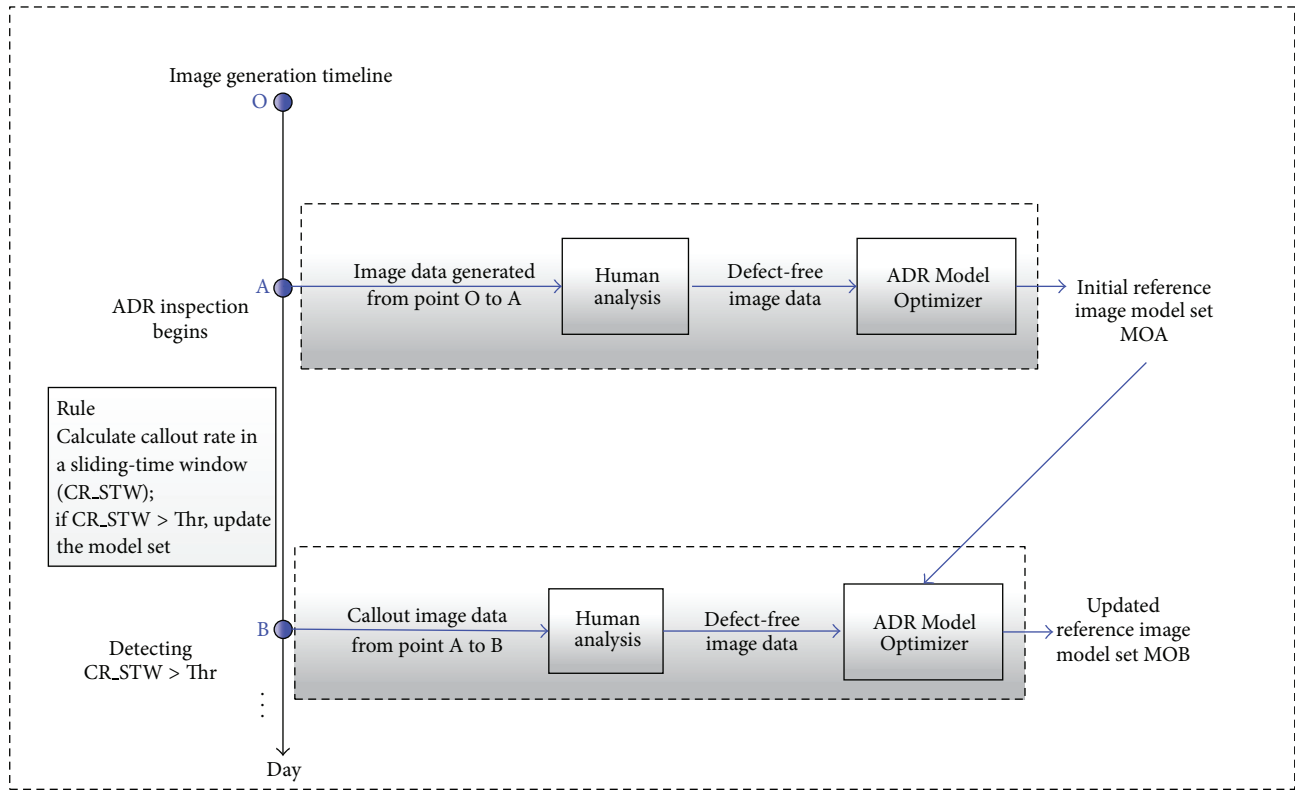 Image generation timeline
O
A
ADR inspection
begins
Image data generated
from point O to A
Human
analysis
Defect-free
image data
ADR Model
Optimizer
Initial reference
image model set
MOA
Rule
Calculate callout rate in
a sliding-time window
(CR_STW);
if CR_STW > Thr, update
the model set
B
Detecting
CR_STW > Thr
Callout image data
from point A to B
Human
analysis
Defect-free
image data
ADR Model
Optimizer
Updated
reference image
model set MOB
Day